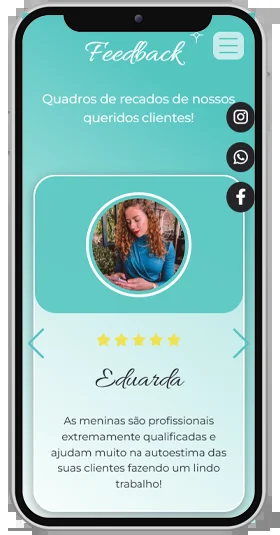 Feedback
Quadros de recados de nossos
queridos clientes!
Eduarda
As meninas são profissionais
extremamente qualificadas e
ajudam muito na autoestima das
suas clientes fazendo um lindo
trabalho!